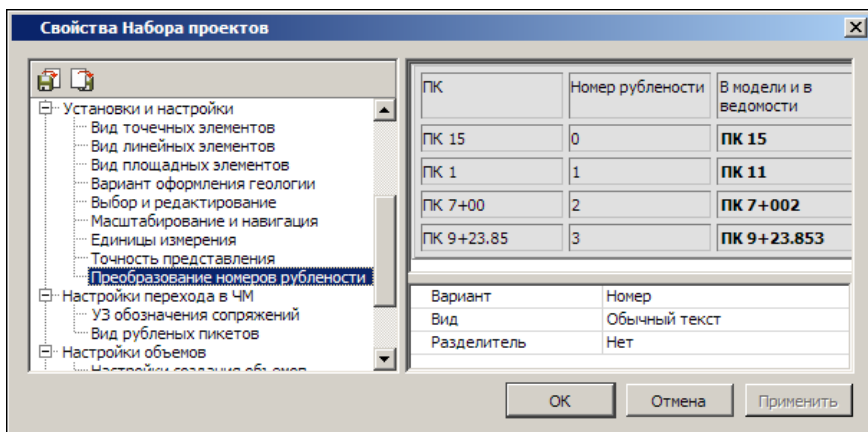 Свойства Набора проектов
Установки и настройки
Вид точечных элементов
Вид линейных элементов
Вид площадных элементов
Вариант оформления геологии
Выбор и редактирование
Масштабирование и навигация
Единицы измерения
Точность представления
Преобразование номеров рублености
Настройки перехода в ЧМ
УЗ обозначения сопряжений
Вид рубленых пикетов
Настройки объемов
Настройки создания объемов
ПК Номер рублености В модели и в
ведомости
ПК 15 0 ПК 15
ПК 1 1 ПК 11
ПК 7+00 2 ПК 7+002
ПК 9+23.85 3 ПК 9+23.853
Вариант Номер
Вид Обычный текст
Разделитель Нет
ОК Отмена Применить